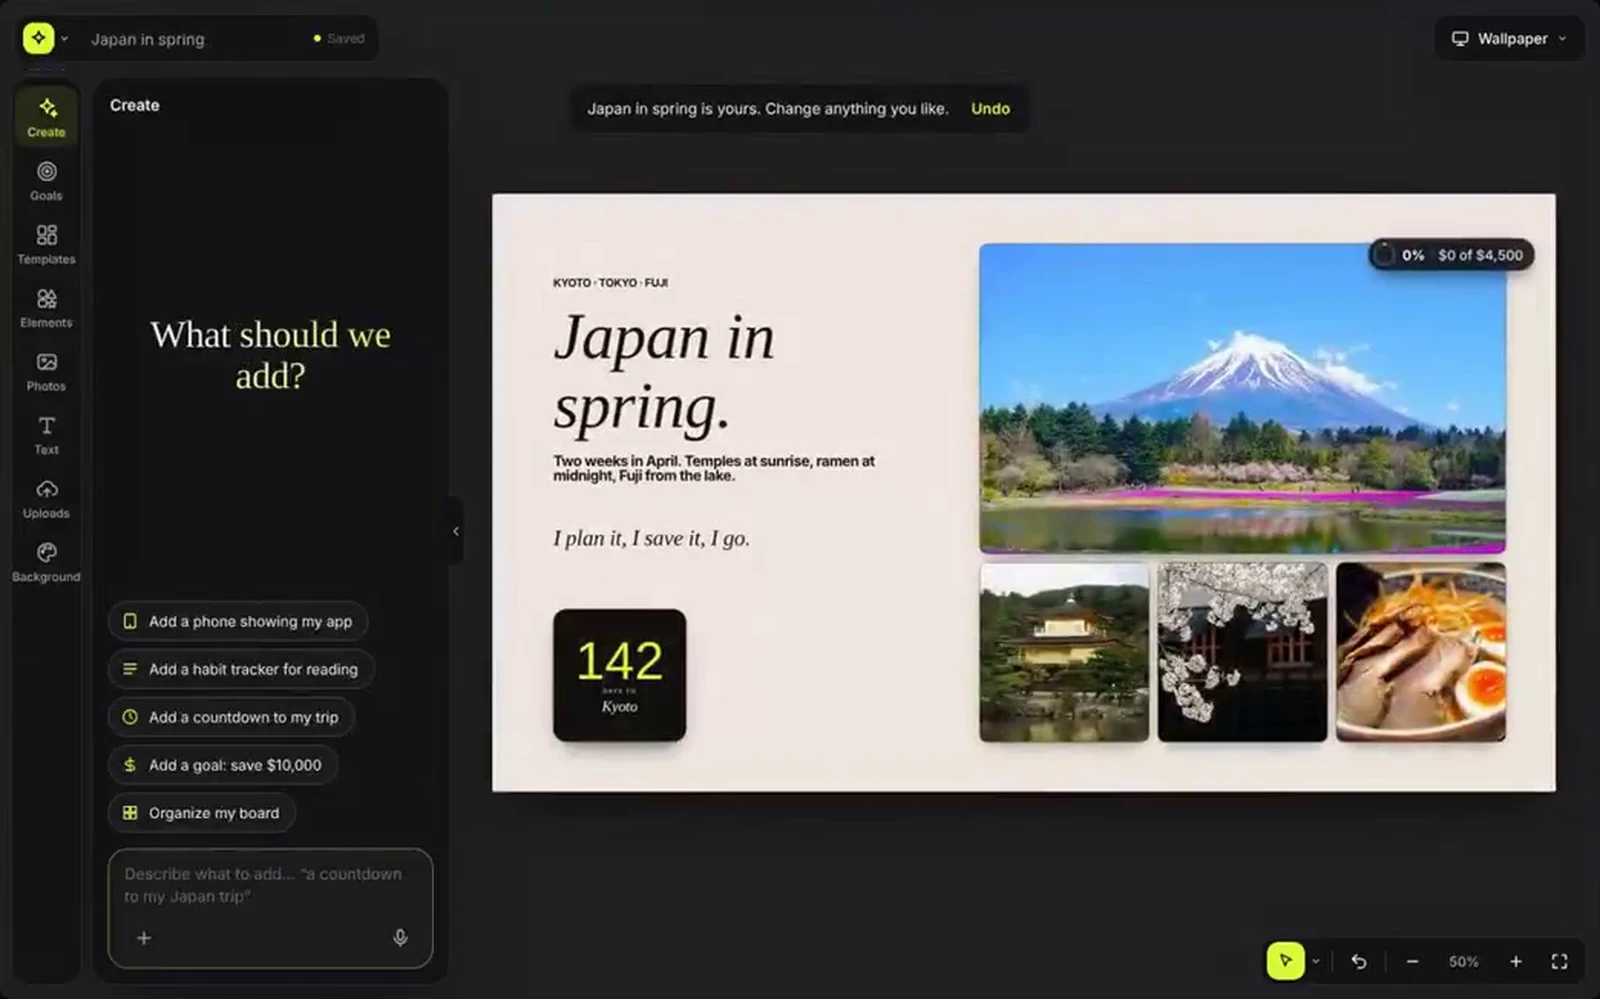 Japan in spring
Saved
Wallpaper
Create
Goals
Templates
Elements
Photos
Text
Uploads
Background
Create
What should we
add?
Add a phone showing my app
Add a habit tracker for reading
Add a countdown to my trip
Add a goal: save $10,000
Organize my board
Describe what to add... "a countdown
to my Japan trip"
Japan in spring is yours. Change anything you like. Undo
KYOTO · TOKYO · FUJI
Japan in
spring.
Two weeks in April. Temples at sunrise, ramen at
midnight, Fuji from the lake.
I plan it, I save it, I go.
142
DAYS TO
Kyoto
0% $0 of $4,500
50%